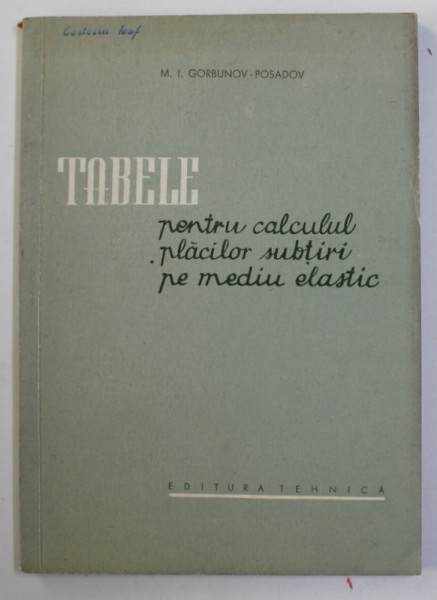 M. I. GORBUNOV-POSADOV
TABELE
pentru calculul
plăcilor subțiri
pe mediu elastic
EDITURA TEHNICĂ